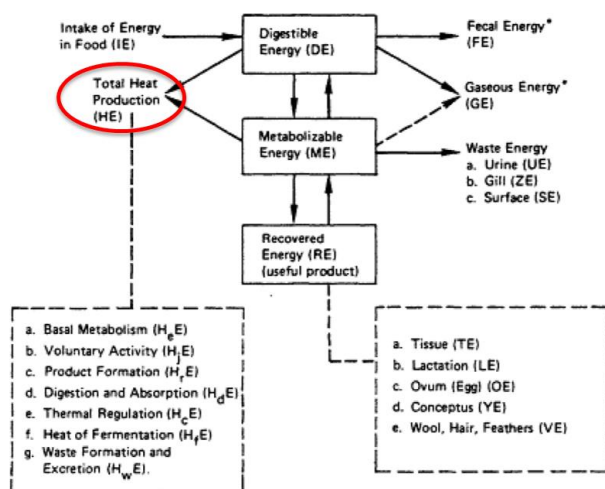 Intake of Energy
in Food (IE)
Digestible
Energy (DE)
Fecal Energy*
(FE)
Total Heat
Production
(HE)
Gaseous Energy*
(GE)
Metabolizable
Energy (ME)
Waste Energy
a. Urine (UE)
b. Gill (ZE)
c. Surface (SE)
Recovered
Energy (RE)
(useful product)
a. Basal Metabolism (HeE)
b. Voluntary Activity (HjE)
c. Product Formation (HrE)
d. Digestion and Absorption (HdE)
e. Thermal Regulation (HcE)
f. Heat of Fermentation (HfE)
g. Waste Formation and
Excretion (HwE).
a. Tissue (TE)
b. Lactation (LE)
c. Ovum (Egg) (OE)
d. Conceptus (YE)
e. Wool, Hair, Feathers (VE)